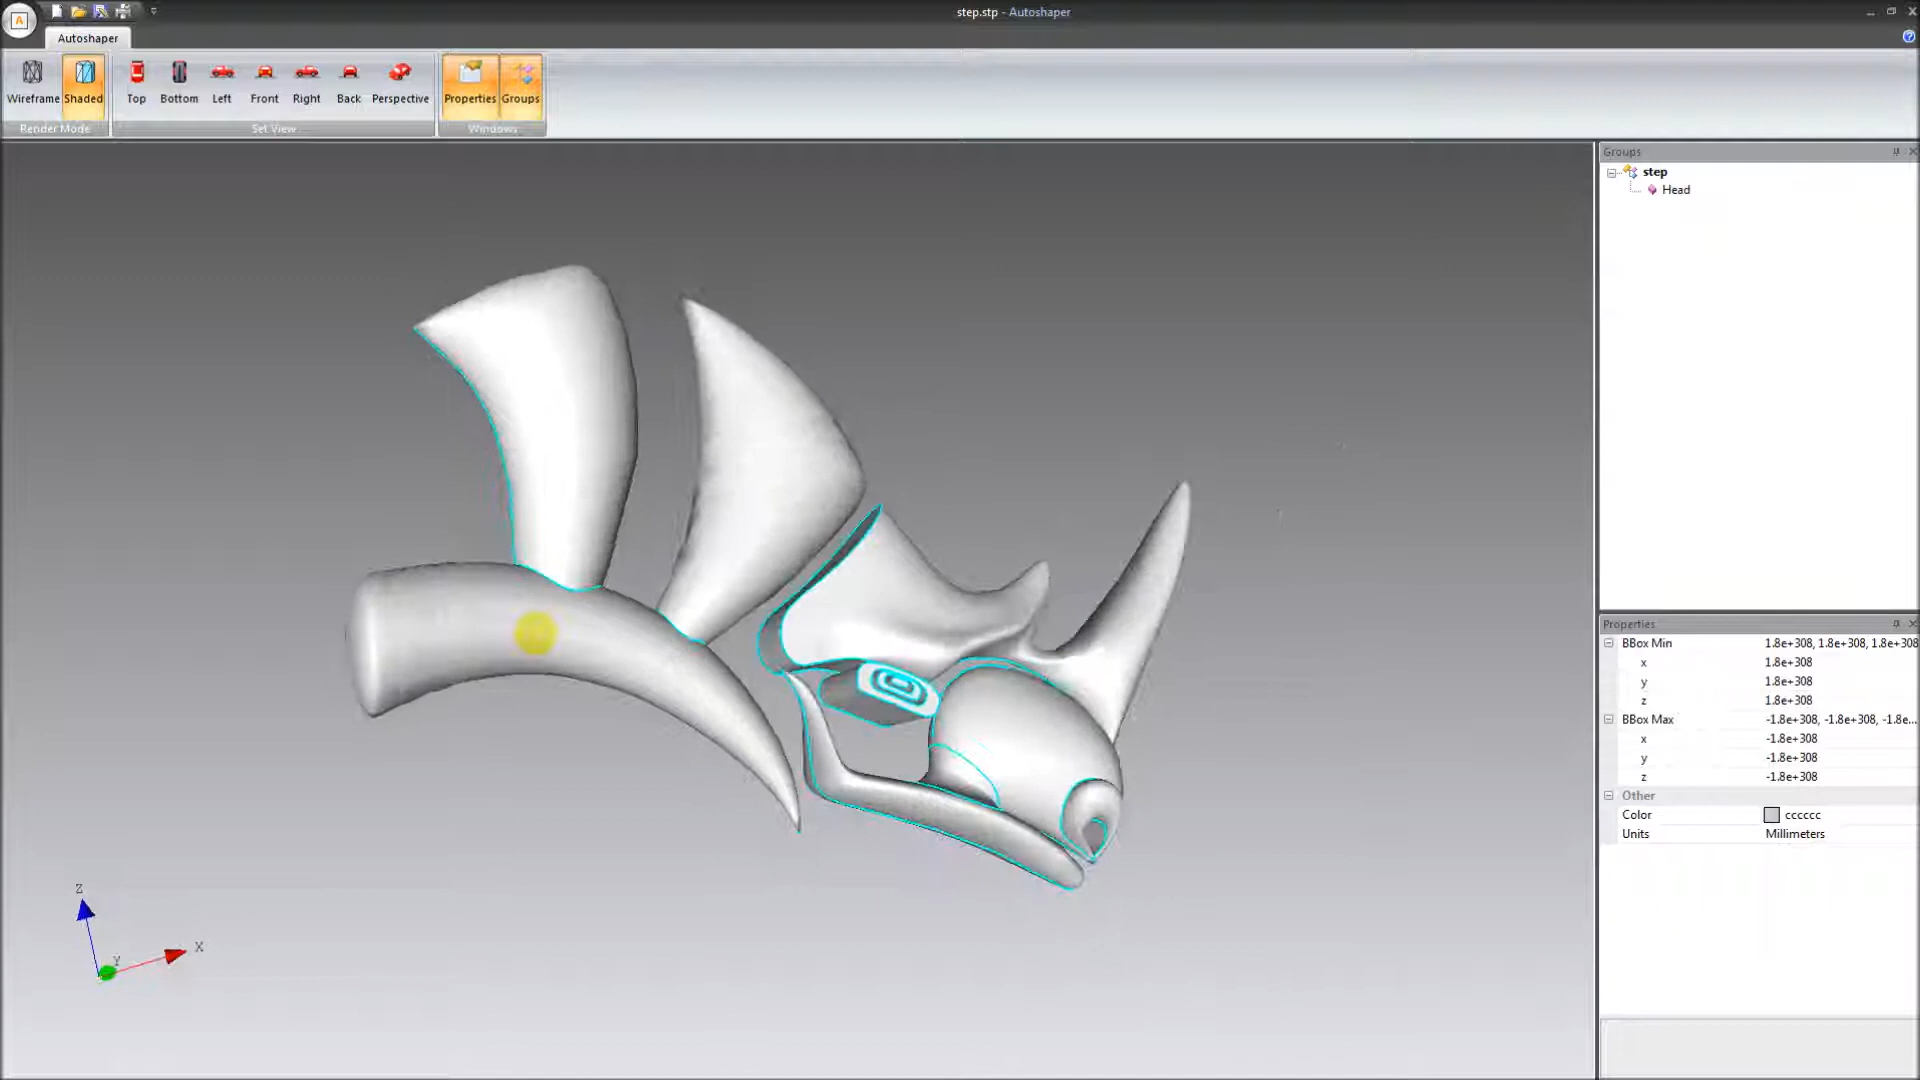 A
step.stp - Autoshaper
Autoshaper
Wireframe Shaded
Top Bottom Left Front Right Back Perspective
Properties Groups
Render Mode
Set View
Windows
Groups
step
Head
Properties
BBox Min 1.8e+308, 1.8e+308, 1.8e+308
x 1.8e+308
y 1.8e+308
z 1.8e+308
BBox Max -1.8e+308, -1.8e+308, -1.8e...
x -1.8e+308
y -1.8e+308
z -1.8e+308
Other
Color cccccc
Units Millimeters
Z
Y
X